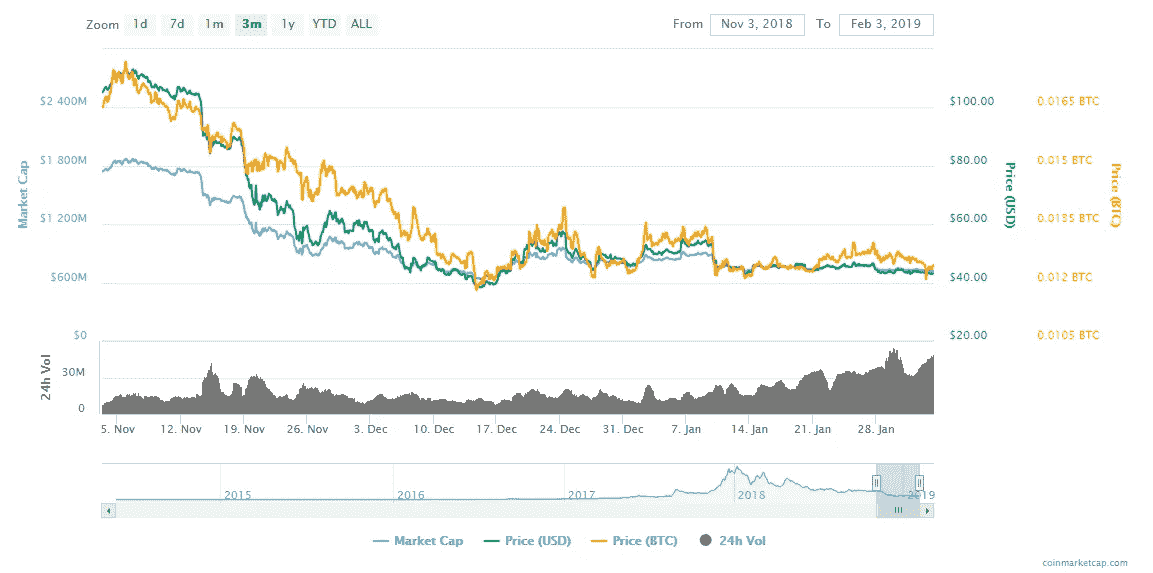 Zoom 1d 7d 1m 3m 1y YTD ALL
From Nov 3, 2018 To Feb 3, 2019
$2 400M
$1 800M
$1 200M
$600M
$0
Market Cap
$100.00
$80.00
$60.00
$40.00
$20.00
Price (USD)
0.0165 BTC
0.015 BTC
0.0135 BTC
0.012 BTC
0.0105 BTC
Price (BTC)
24h Vol
30M
0
5. Nov 12. Nov 19. Nov 26. Nov 3. Dec 10. Dec 17. Dec 24. Dec 31. Dec 7. Jan 14. Jan 21. Jan 28. Jan
2015 2016 2017 2018 2019
Market Cap Price (USD) Price (BTC) 24h Vol
coinmarketcap.com